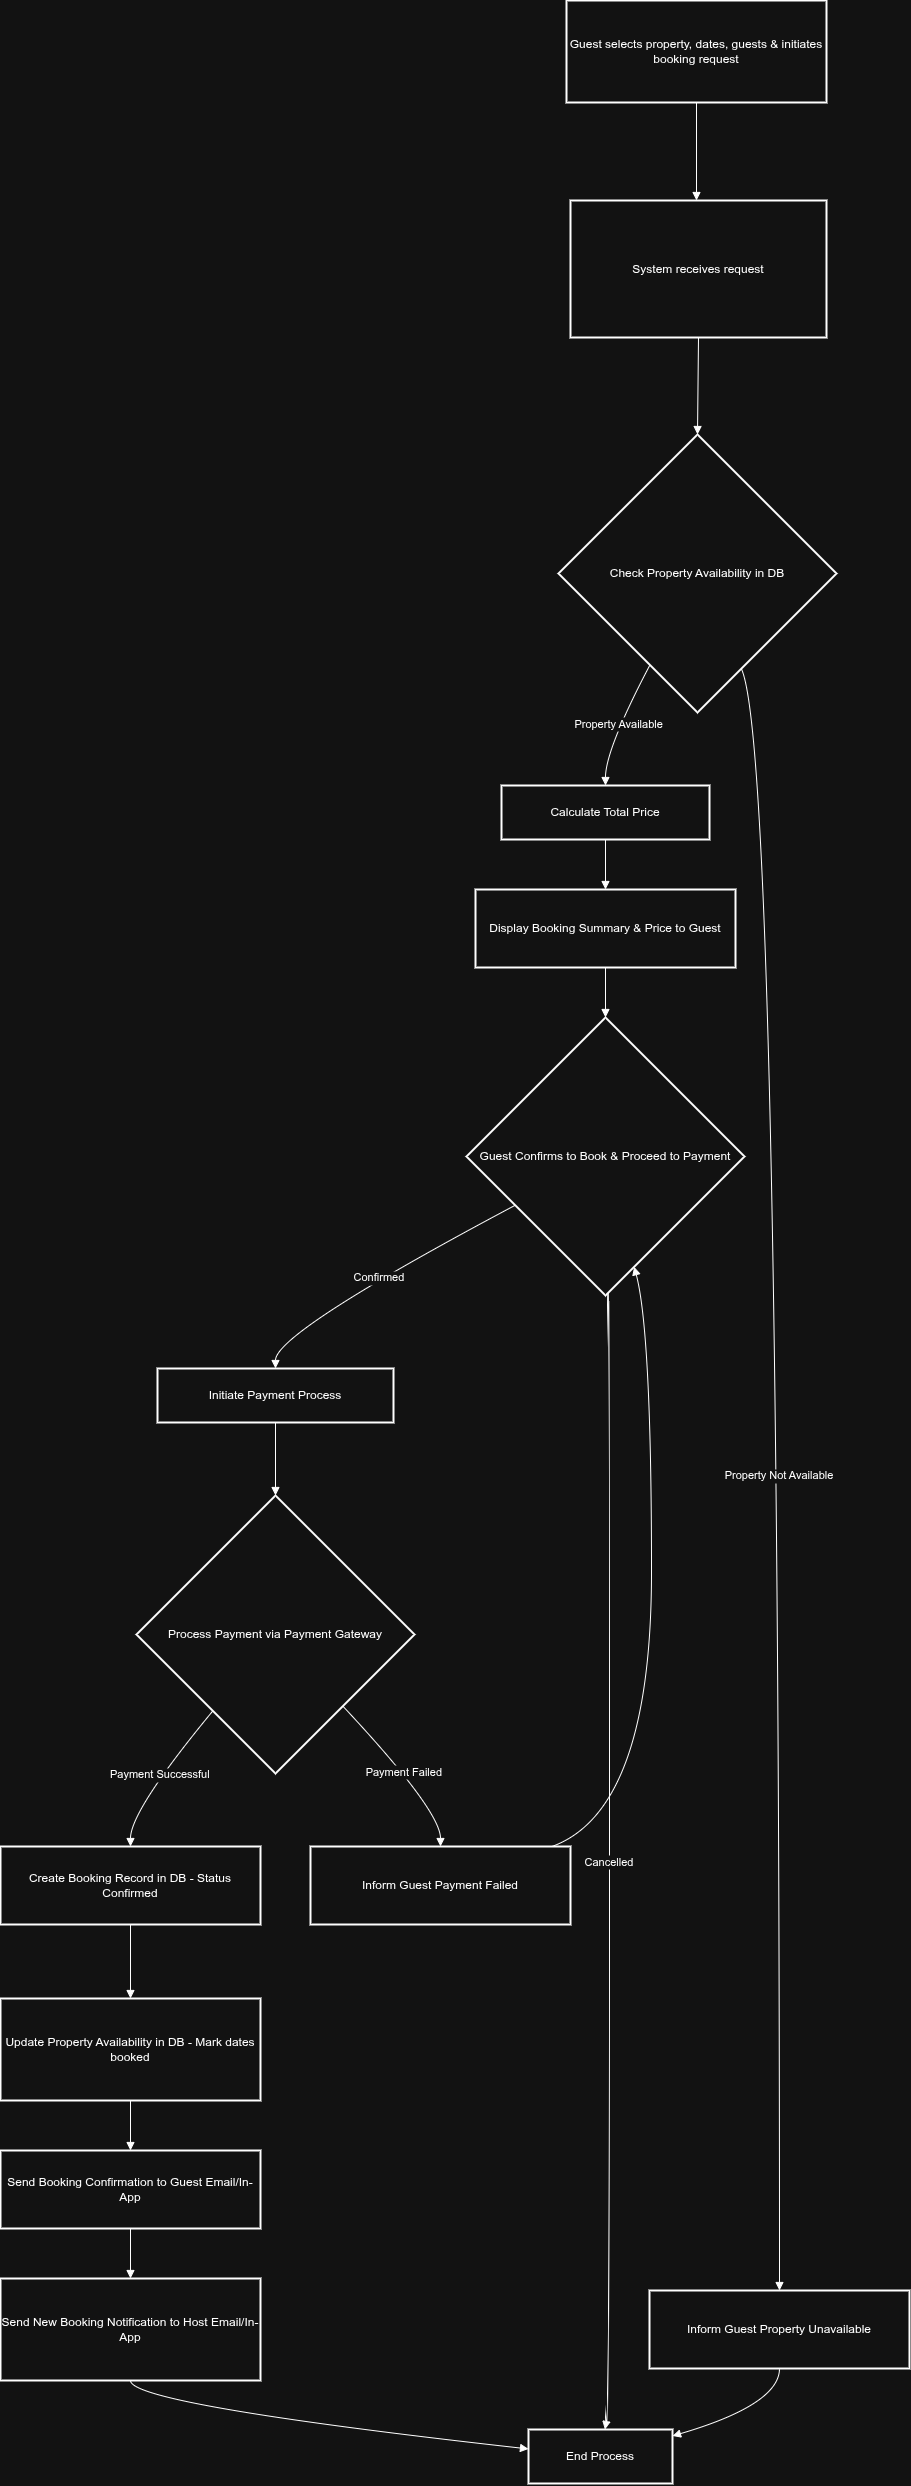 Guest selects property, dates, guests & initiates
booking request
System receives request
Check Property Availability in DB
Property Available
Calculate Total Price
Display Booking Summary & Price to Guest
Guest Confirms to Book & Proceed to Payment
Confirmed
Initiate Payment Process
Property Not Available
Process Payment via Payment Gateway
Payment Successful
Payment Failed
Cancelled
Create Booking Record in DB - Status
Confirmed
Inform Guest Payment Failed
Update Property Availability in DB - Mark dates
booked
Send Booking Confirmation to Guest Email/In-
App
Send New Booking Notification to Host Email/In-
App
Inform Guest Property Unavailable
End Process